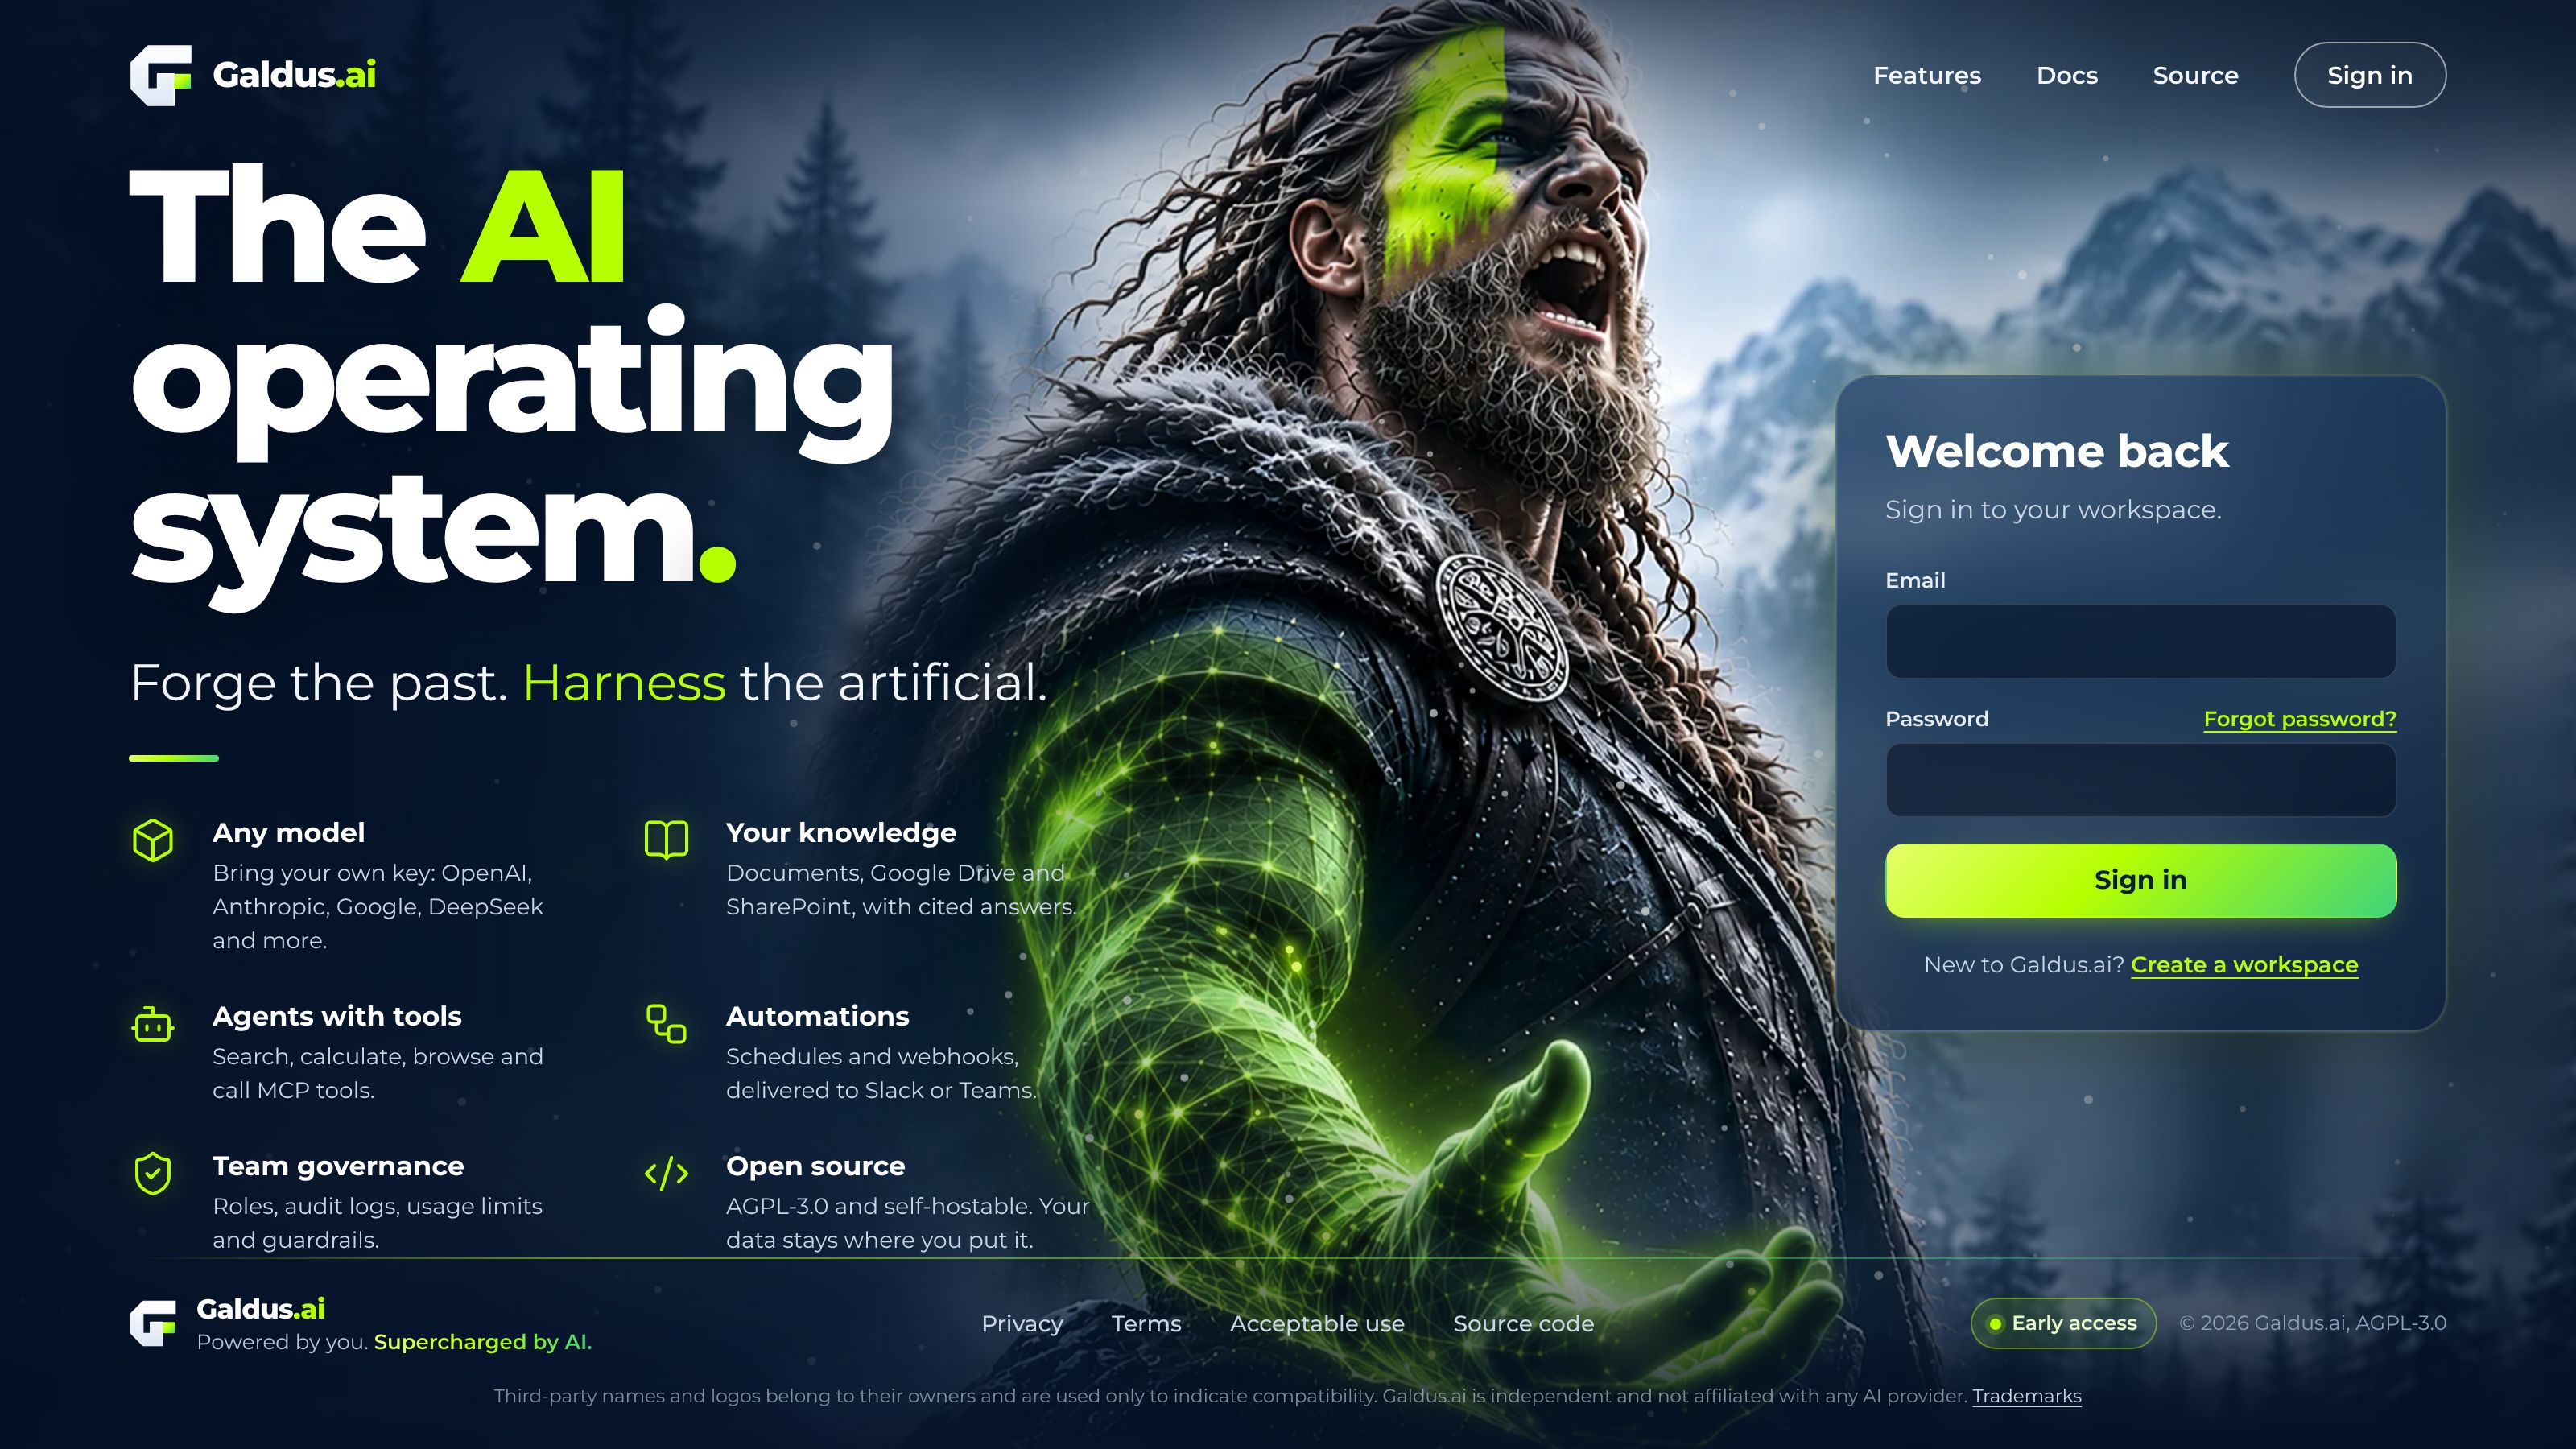 Galdus.ai
Features
Docs
Source
Sign in
The AI
operating
system.
Forge the past. Harness the artificial.
Any model
Bring your own key: OpenAI,
Anthropic, Google, DeepSeek
and more.
Your knowledge
Documents, Google Drive and
SharePoint, with cited answers.
Agents with tools
Search, calculate, browse and
call MCP tools.
Automations
Schedules and webhooks,
delivered to Slack or Teams.
Team governance
Roles, audit logs, usage limits
and guardrails.
Open source
AGPL-3.0 and self-hostable. Your
data stays where you put it.
Welcome back
Sign in to your workspace.
Email
Password
Forgot password?
Sign in
New to Galdus.ai? Create a workspace
Galdus.ai
Powered by you. Supercharged by AI.
Privacy
Terms
Acceptable use
Source code
Early access
© 2026 Galdus.ai, AGPL-3.0
Third-party names and logos belong to their owners and are used only to indicate compatibility. Galdus.ai is independent and not affiliated with any AI provider. Trademarks